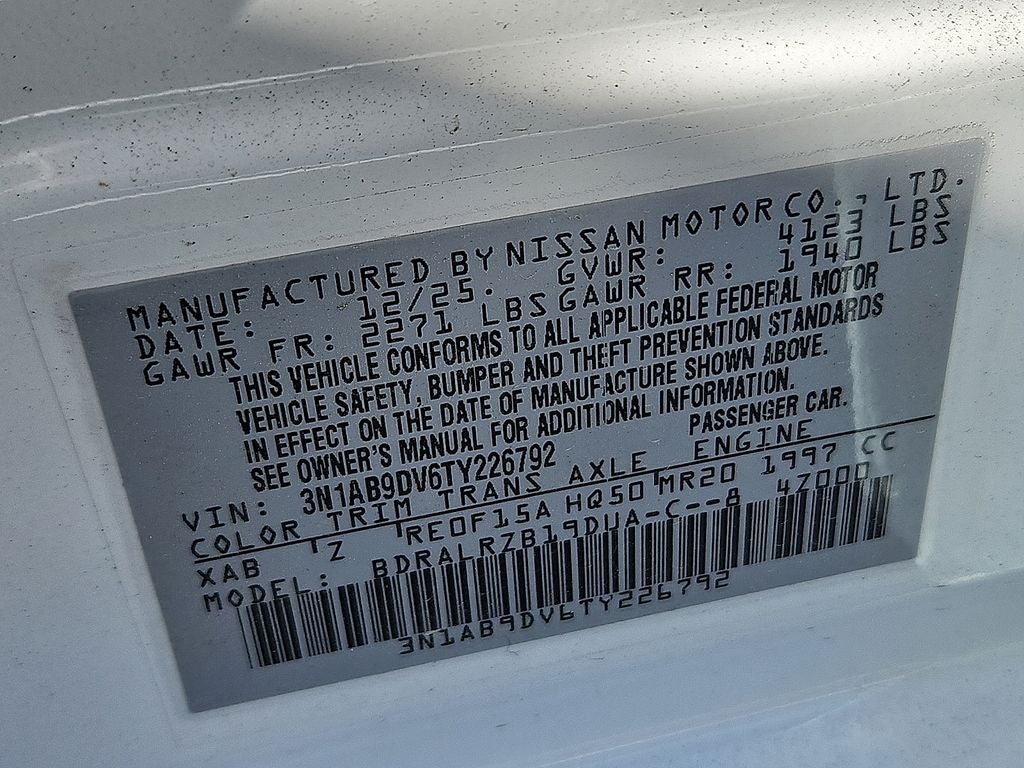 MANUFACTURED BY NISSAN MOTOR CO., LTD.
DATE: 12/25. GVWR: 4123 LBS
GAWR FR: 2271 LBS GAWR RR: 1940 LBS
THIS VEHICLE CONFORMS TO ALL APPLICABLE FEDERAL MOTOR
VEHICLE SAFETY, BUMPER AND THEFT PREVENTION STANDARDS
IN EFFECT ON THE DATE OF MANUFACTURE SHOWN ABOVE.
SEE OWNER'S MANUAL FOR ADDITIONAL INFORMATION.
VIN: 3N1AB9DV6TY226792 PASSENGER CAR.
COLOR TRIM TRANS AXLE ENGINE
XAB Z RE0F15A HQ50 MR20 1997 CC
MODEL: BDRALRZB19DUA-C--8 4Z000
3N1AB9DV6TY226792